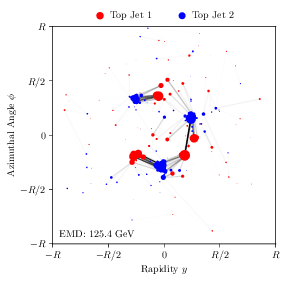 Top Jet 1 Top Jet 2
R
R/2
0
−R/2
−R
Azimuthal Angle ϕ
EMD: 125.4 GeV
−R −R/2 0 R/2 R
Rapidity y